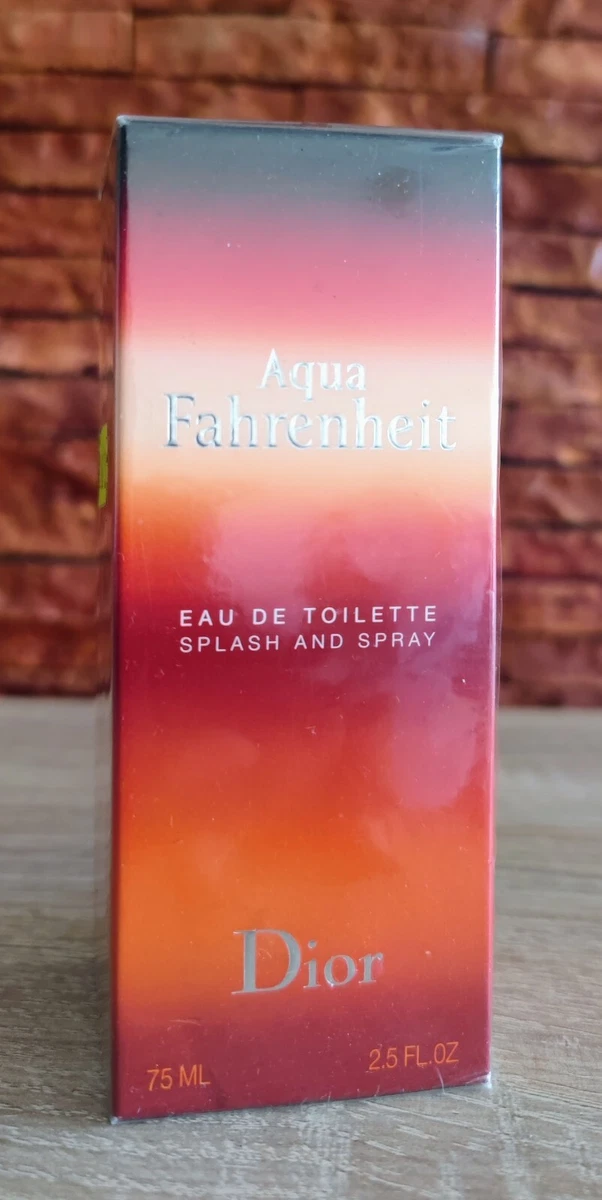 Aqua
Fahrenheit
EAU DE TOILETTE
SPLASH AND SPRAY
Dior
75 ML
2.5 FL.OZ